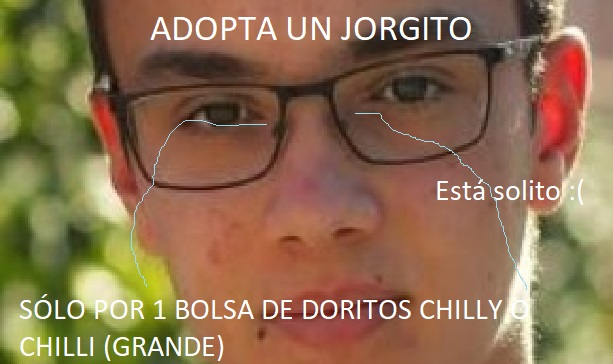 ADOPTA UN JORGITO
Está solito :(
SÓLO POR 1 BOLSA DE DORITOS CHILLY O
CHILLI (GRANDE)